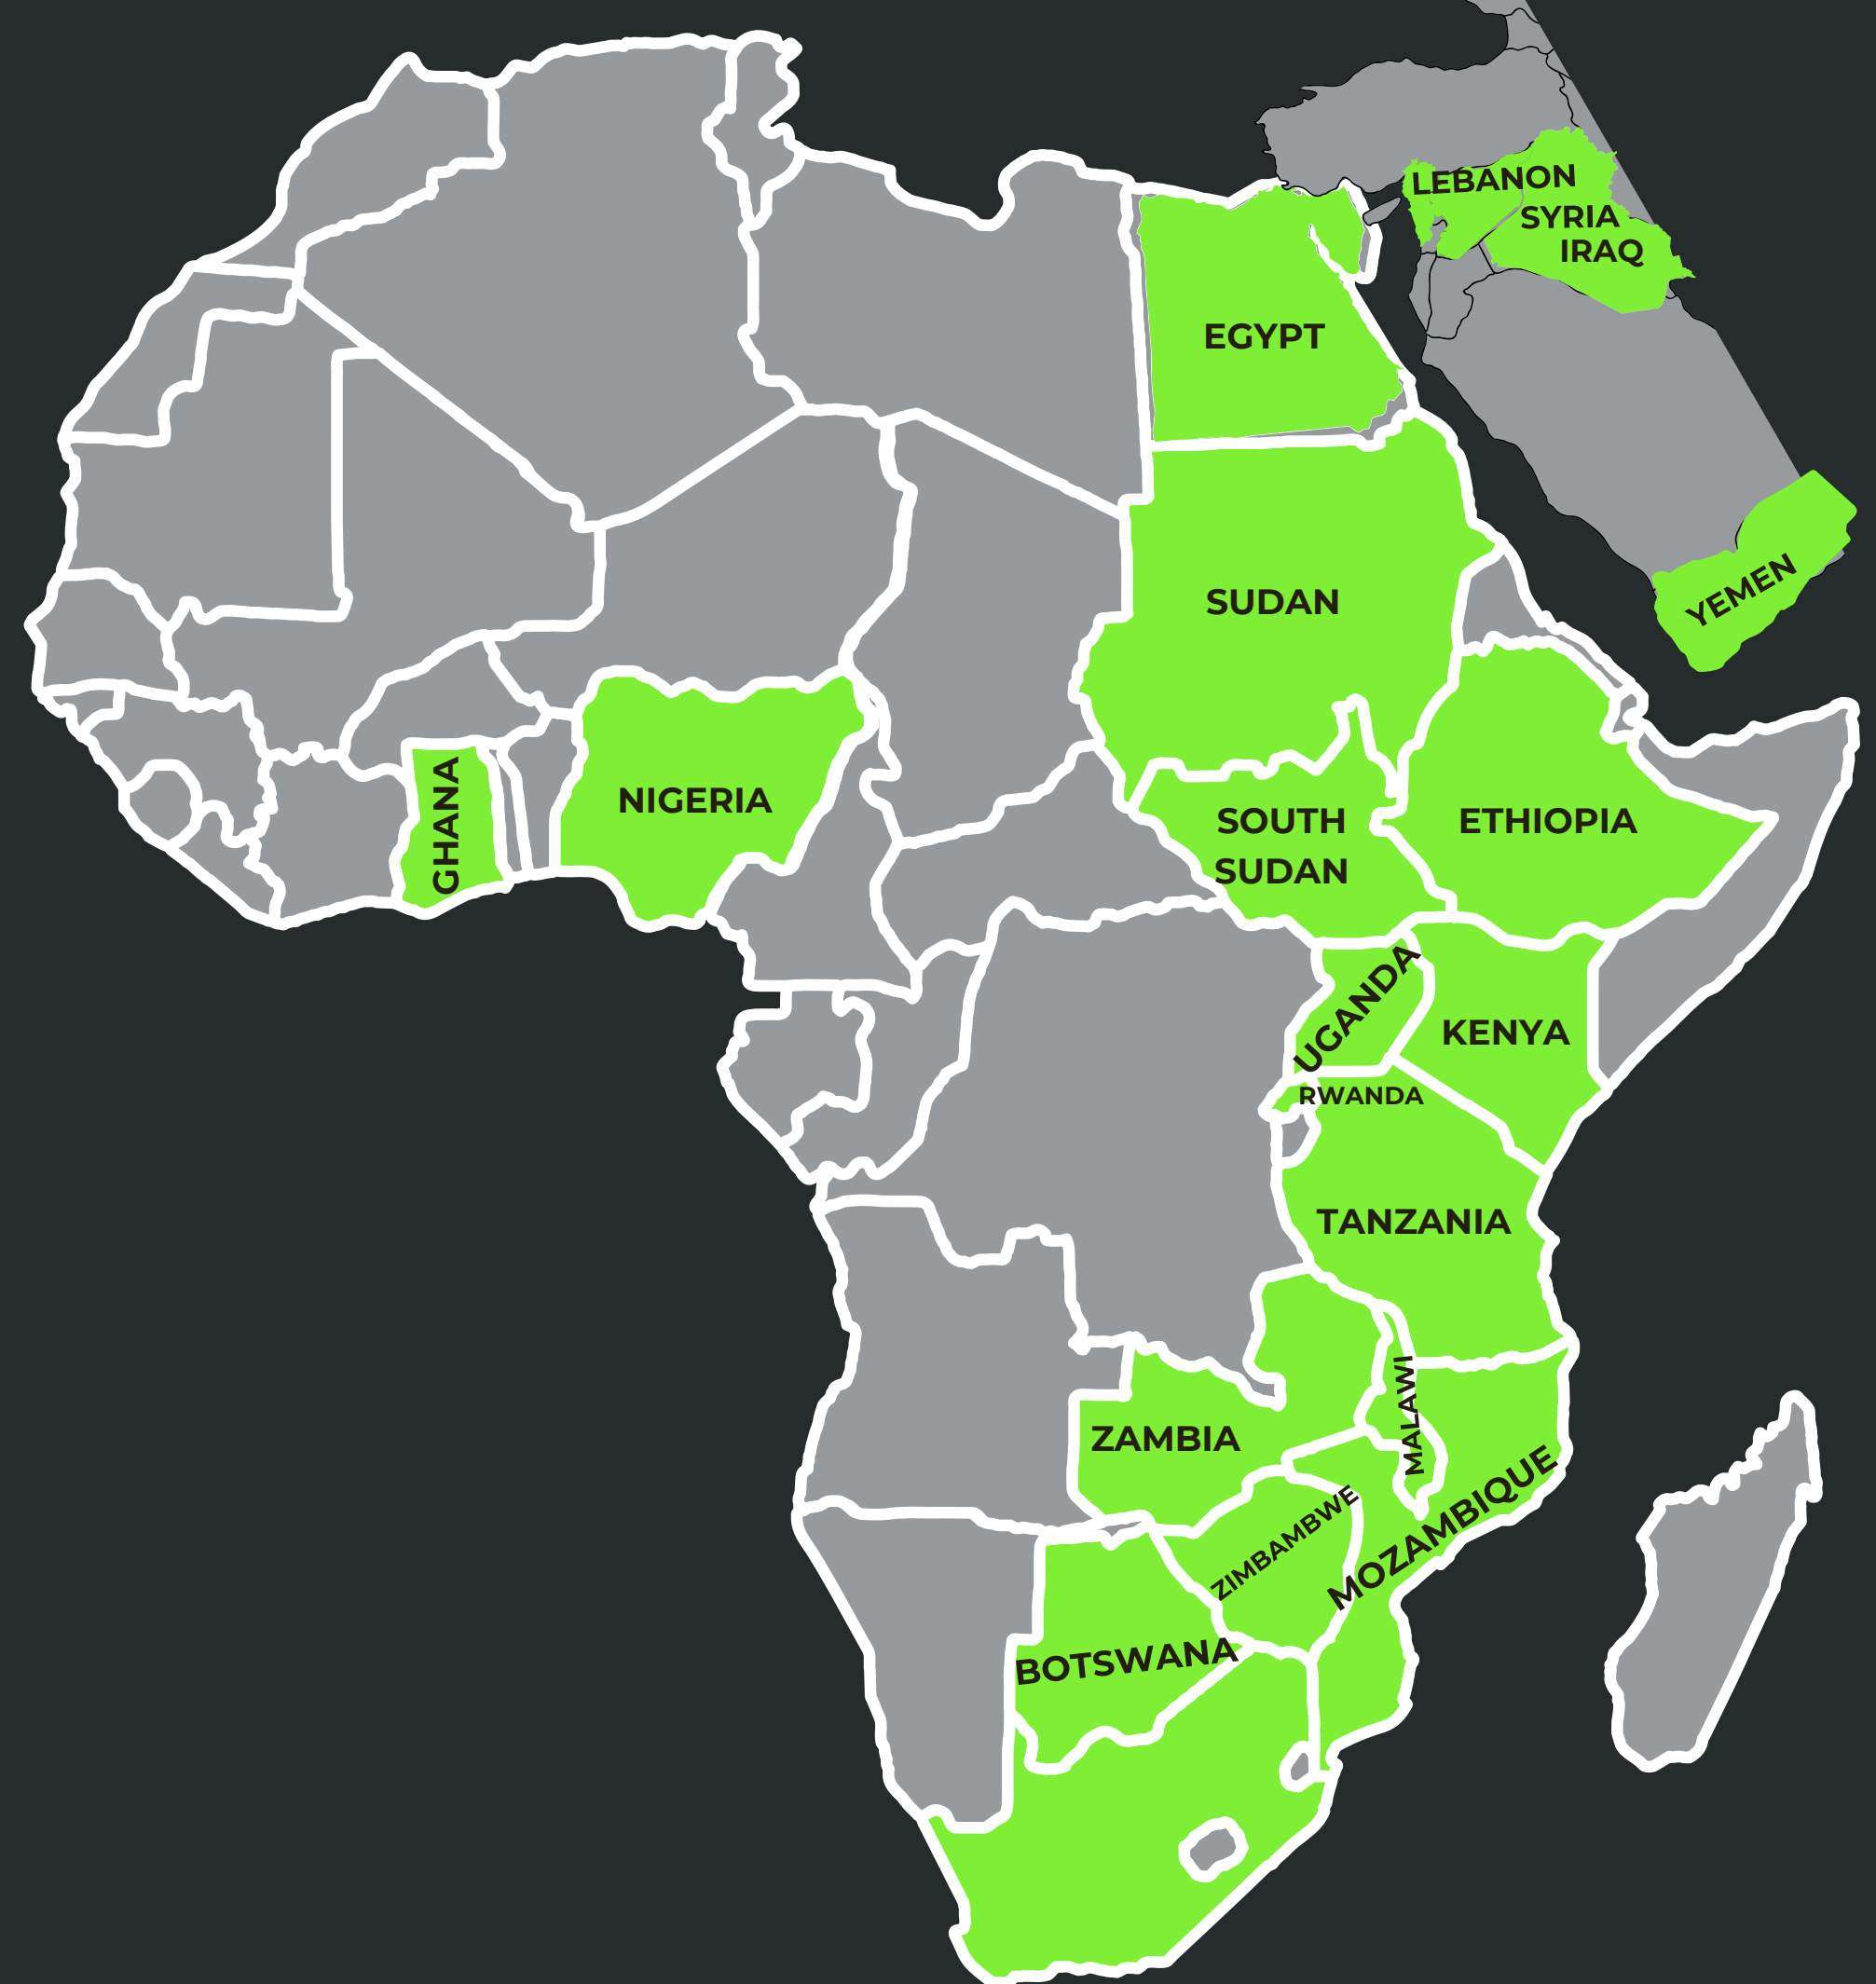 LEBANON
SYRIA
IRAQ
EGYPT
YEMEN
SUDAN
GHANA
NIGERIA
SOUTH
SUDAN
ETHIOPIA
UGANDA
KENYA
RWANDA
TANZANIA
MALAWI
ZAMBIA
ZIMBAMBWE
MOZAMBIQUE
BOTSWANA